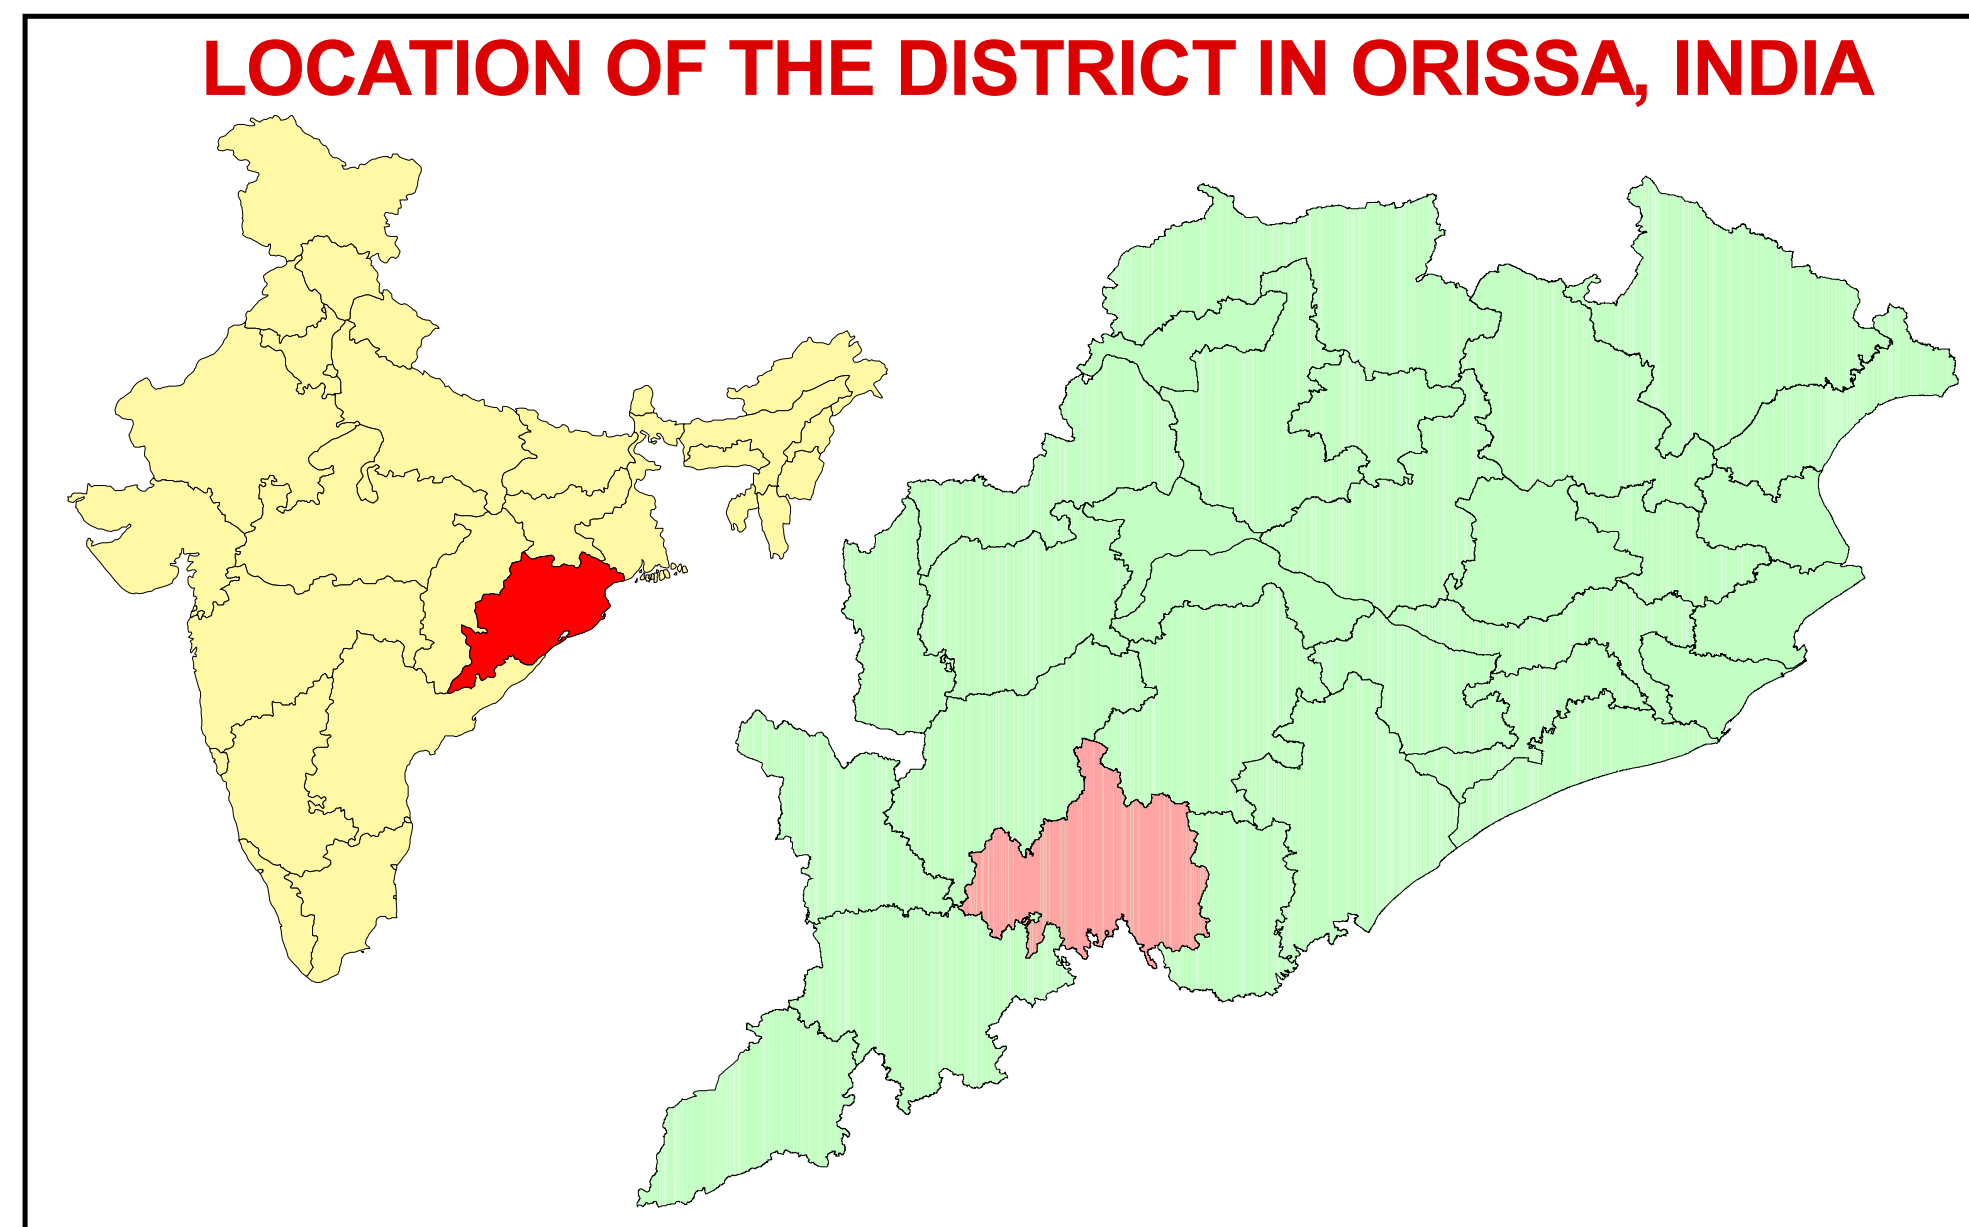 LOCATION OF THE DISTRICT IN ORISSA, INDIA